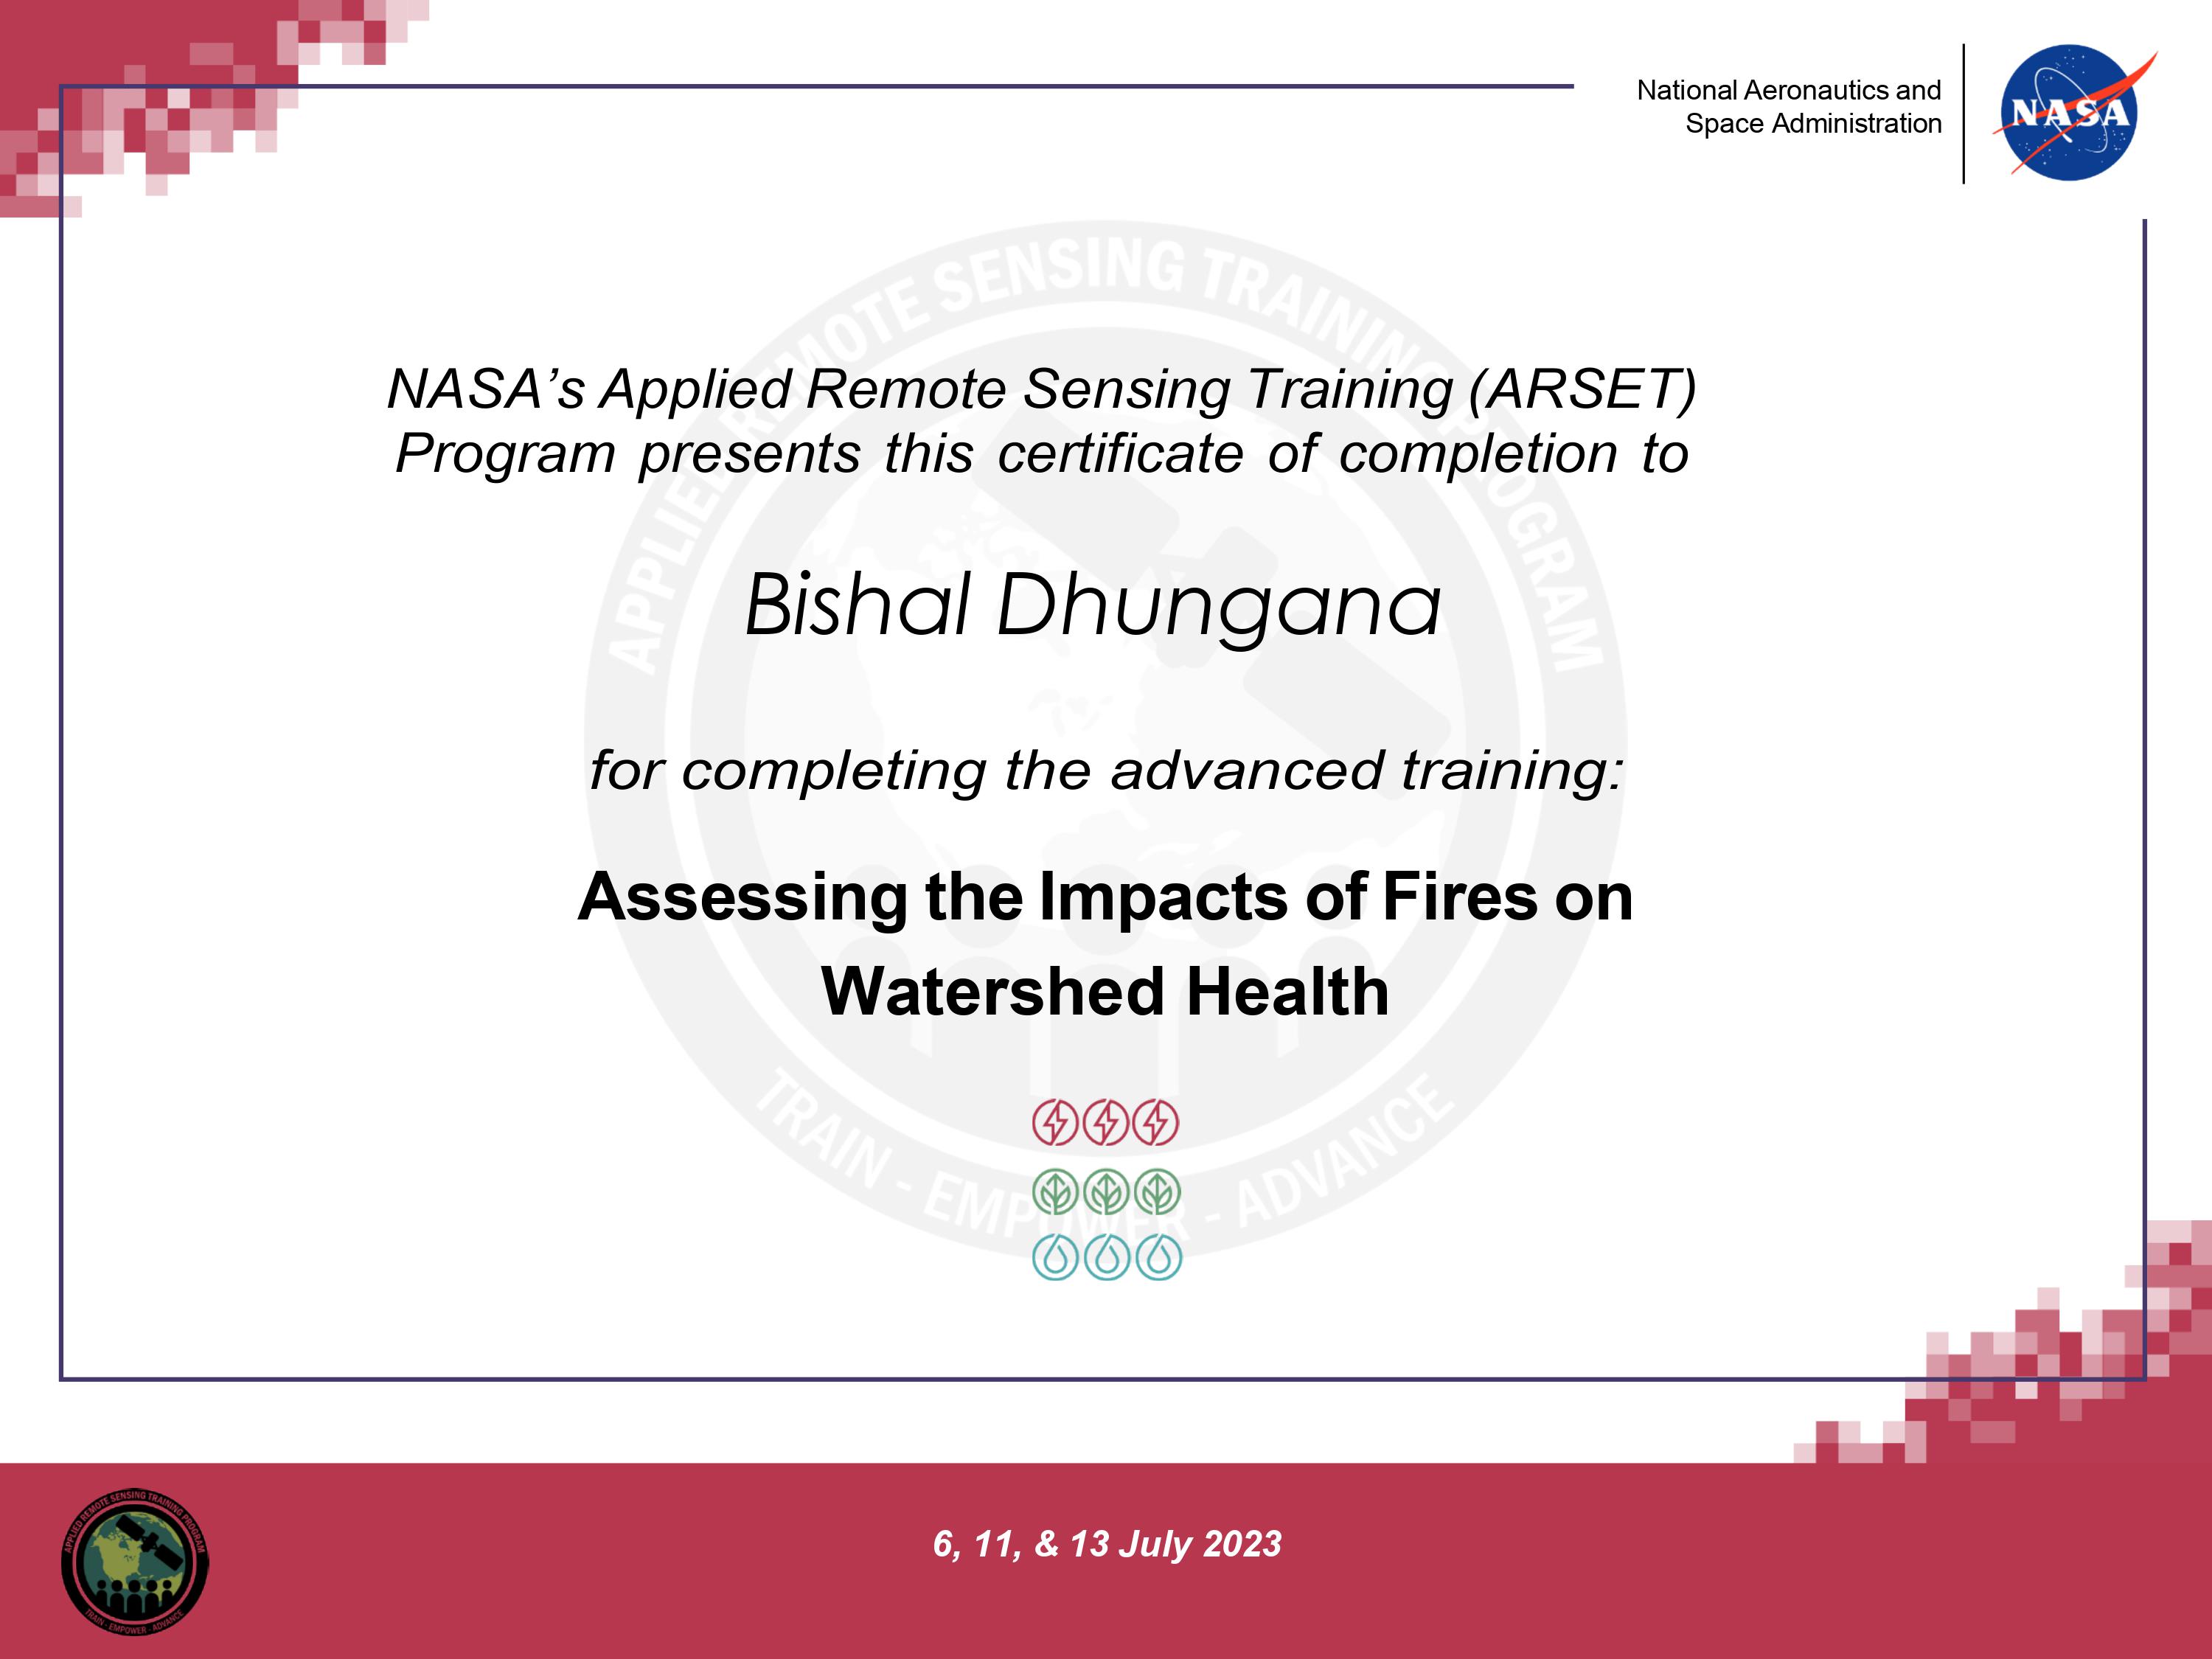 National Aeronautics and
Space Administration
NASA
APPLIED REMOTE SENSING TRAINING PROGRAM
NASA’s Applied Remote Sensing Training (ARSET)
Program presents this certificate of completion to
Bishal Dhungana
for completing the advanced training:
Assessing the Impacts of Fires on
Watershed Health
TRAIN - EMPOWER - ADVANCE
6, 11, & 13 July 2023
APPLIED REMOTE SENSING TRAINING PROGRAM
TRAIN - EMPOWER - ADVANCE